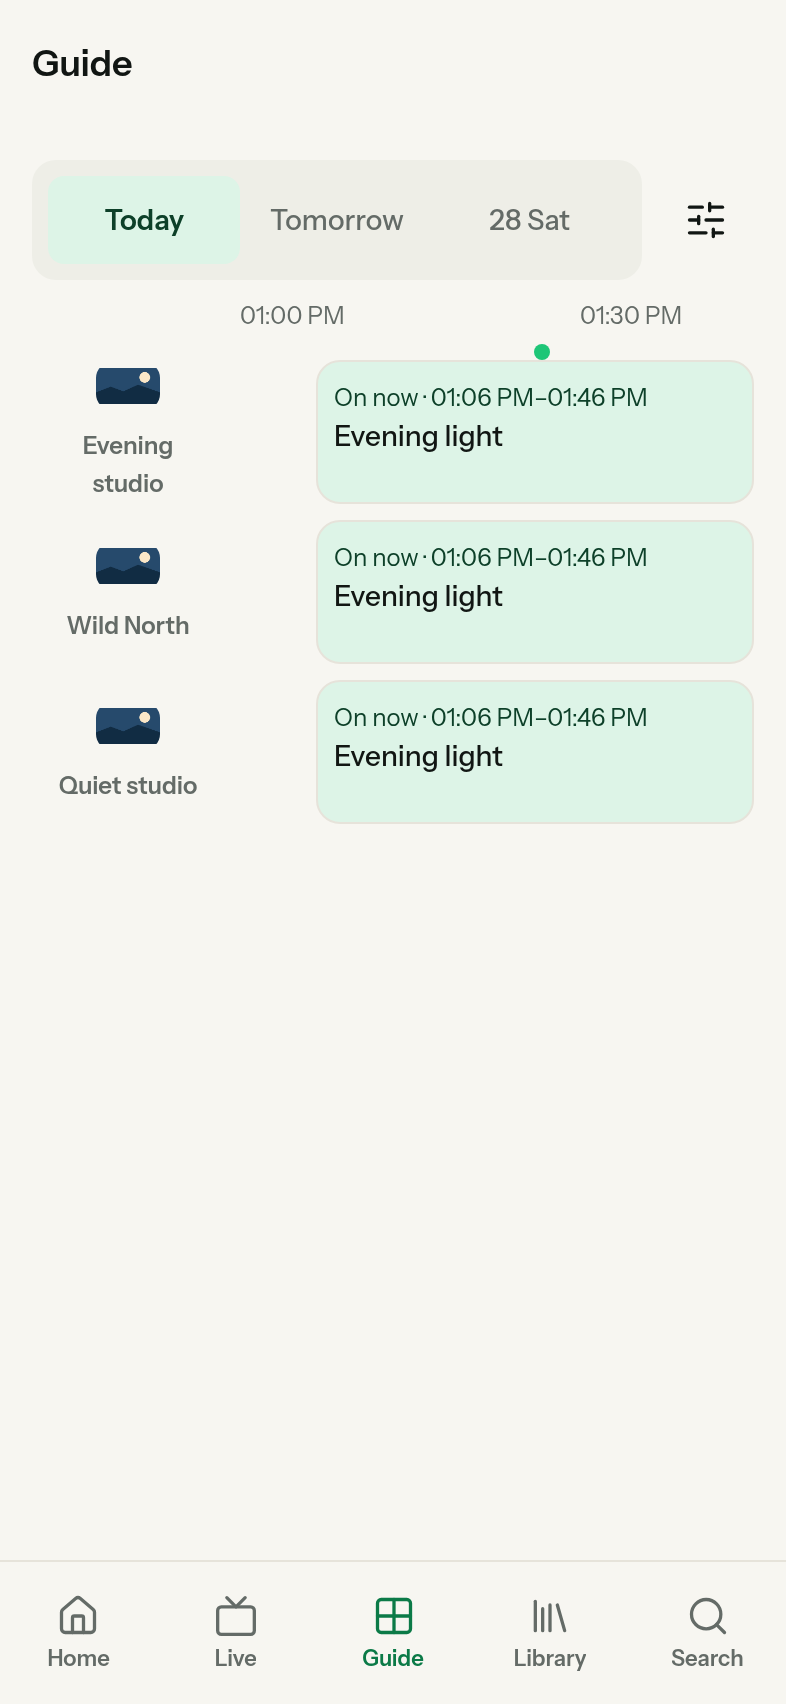 Guide
Today
Tomorrow
28 Sat
01:00 PM
01:30 PM
Evening
studio
On now · 01:06 PM–01:46 PM
Evening light
Wild North
On now · 01:06 PM–01:46 PM
Evening light
Quiet studio
On now · 01:06 PM–01:46 PM
Evening light
Home
Live
Guide
Library
Search